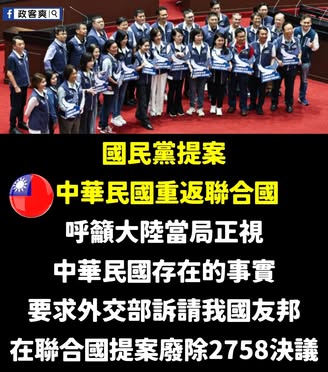 f 政客爽
國民黨提案
中華民國重返聯合國
呼籲大陸當局正視
中華民國存在的事實
要求外交部訴請我國友邦
在聯合國提案廢除2758決議